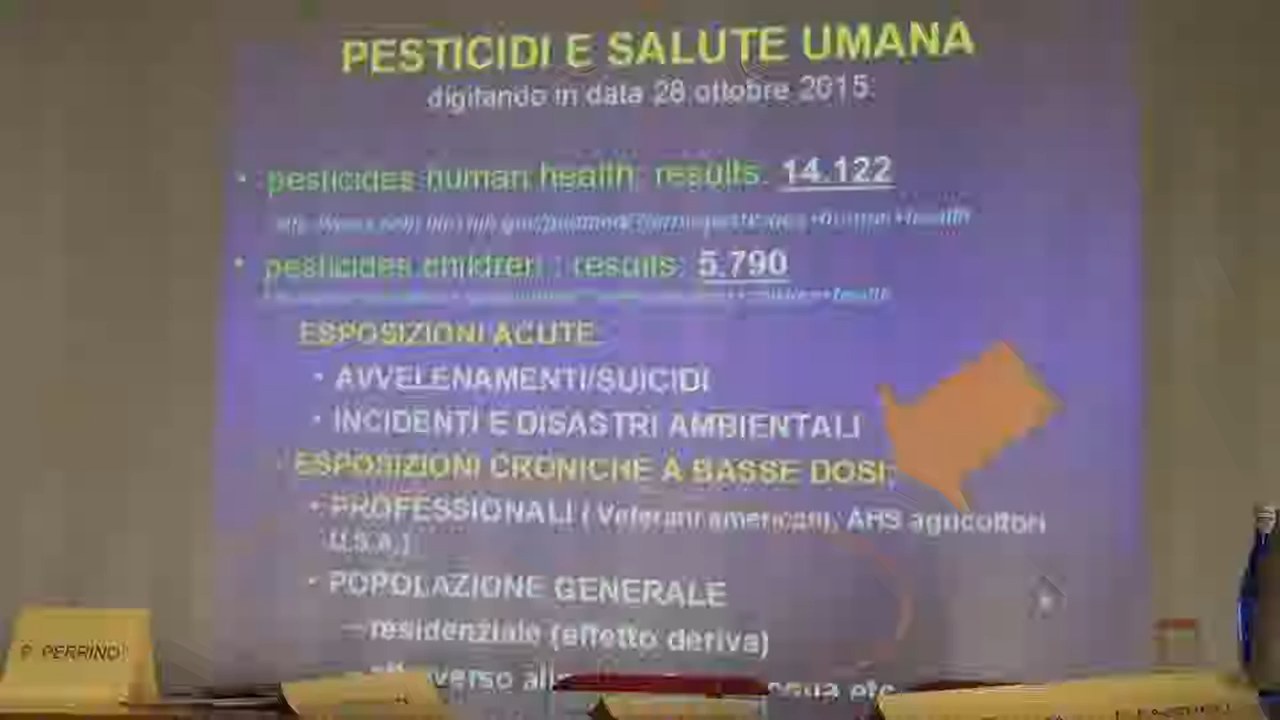 PESTICIDI E SALUTE UMANA
digitando in data 28 ottobre 2015:
• pesticides human health: results: 14.122
• pesticides children : results: 5.790
ESPOSIZIONI ACUTE:
• AVVELENAMENTI/SUICIDI
• INCIDENTI E DISASTRI AMBIENTALI
ESPOSIZIONI CRONICHE A BASSE DOSI:
• PROFESSIONALI ( Veterani americani, AHS agricoltori
U.S.A.)
• POPOLAZIONE GENERALE
– residenziale (effetto deriva)
etc
P. PERRINO